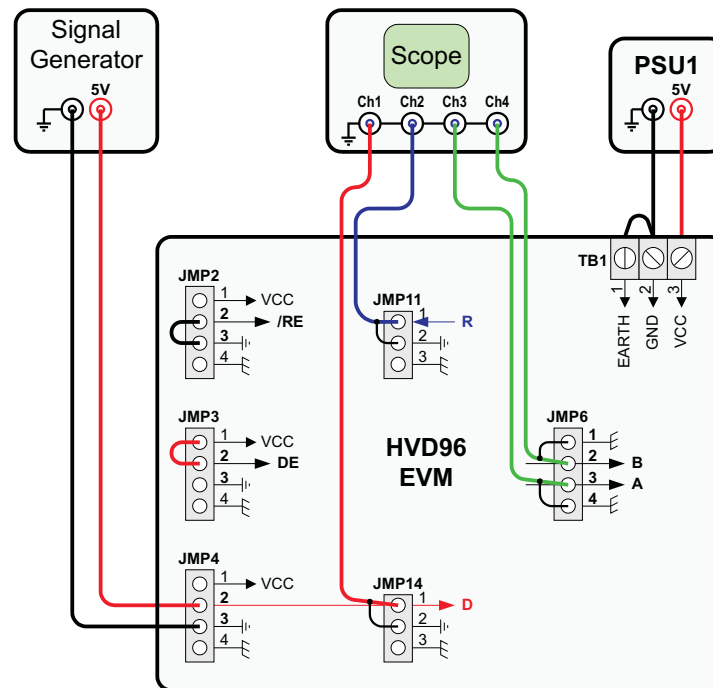 Signal
Generator
5V
Scope
Ch1 Ch2 Ch3 Ch4
PSU1
5V
TB1
1 2 3
EARTH
GND
VCC
JMP2
1 VCC
2 /RE
3
4
JMP11
1 R
2
3
JMP3
1 VCC
2 DE
3
4
HVD96
EVM
JMP6
1
2 B
3 A
4
JMP4
1 VCC
2
3
4
JMP14
1 D
2
3